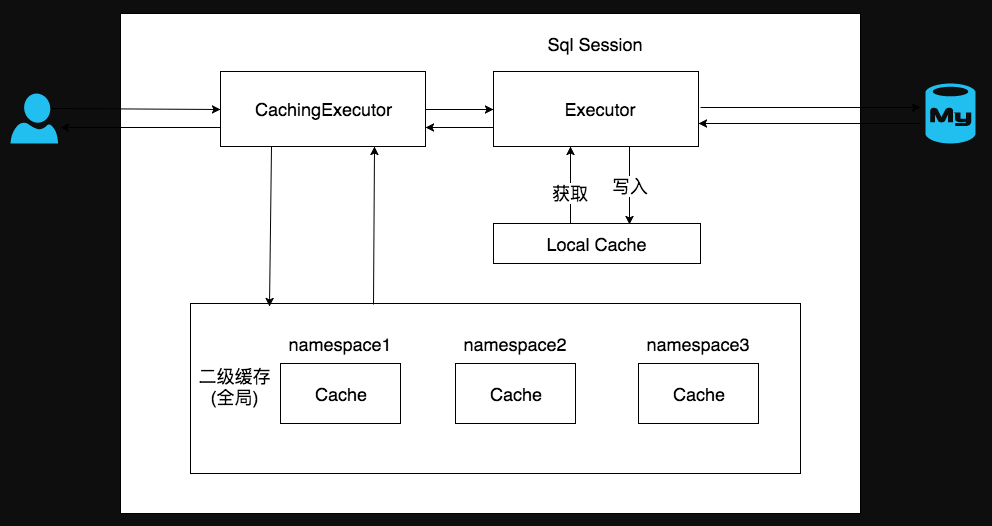 Sql Session
CachingExecutor
Executor
My
获取
写入
Local Cache
namespace1
namespace2
namespace3
二级缓存
(全局)
Cache
Cache
Cache